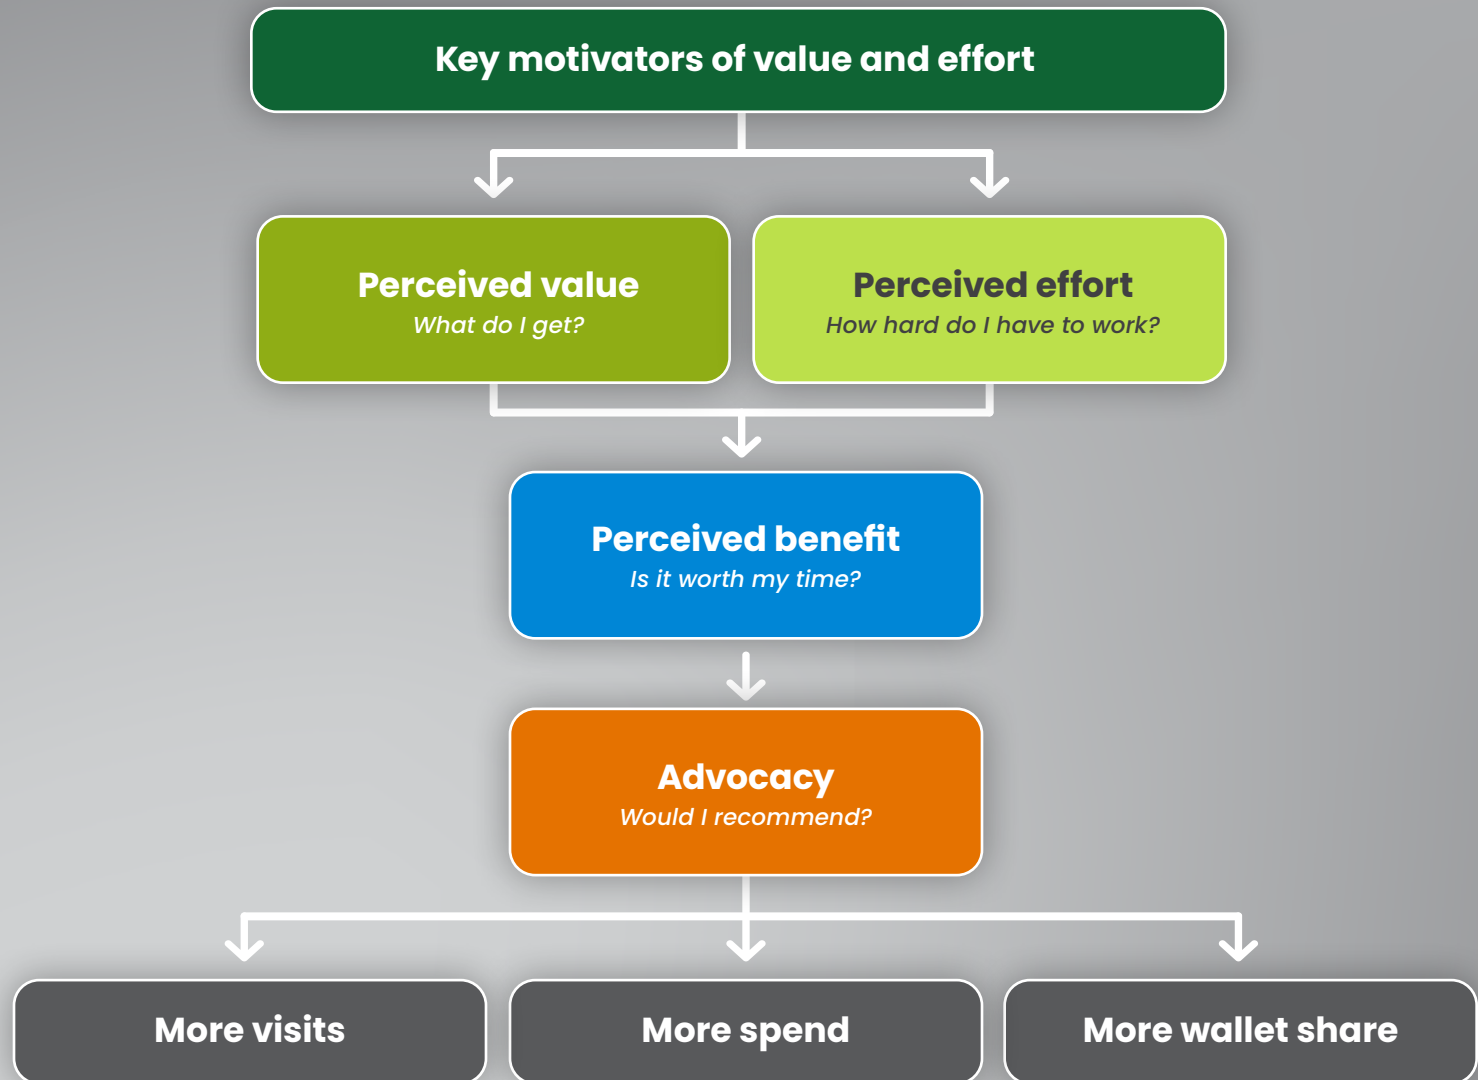 Key motivators of value and effort
Perceived value
What do I get?
Perceived effort
How hard do I have to work?
Perceived benefit
Is it worth my time?
Advocacy
Would I recommend?
More visits
More spend
More wallet share